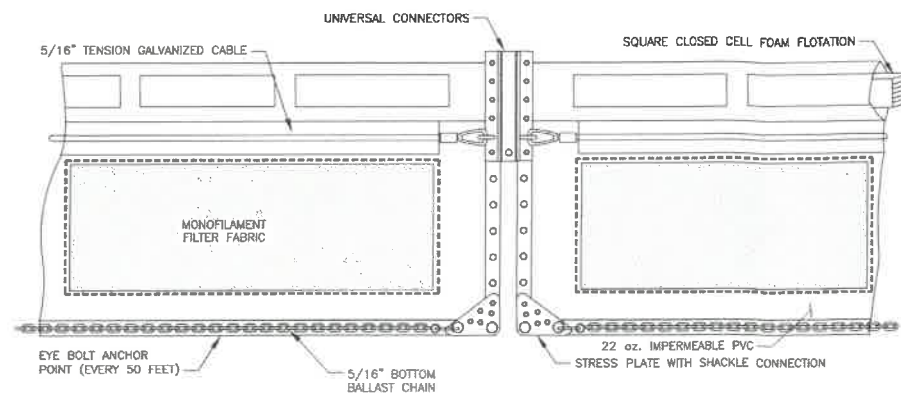 UNIVERSAL CONNECTORS
5/16" TENSION GALVANIZED CABLE
SQUARE CLOSED CELL FOAM FLOTATION
MONOFILAMENT
FILTER FABRIC
22 oz. IMPERMEABLE PVC
EYE BOLT ANCHOR
POINT (EVERY 50 FEET)
STRESS PLATE WITH SHACKLE CONNECTION
5/16" BOTTOM
BALLAST CHAIN